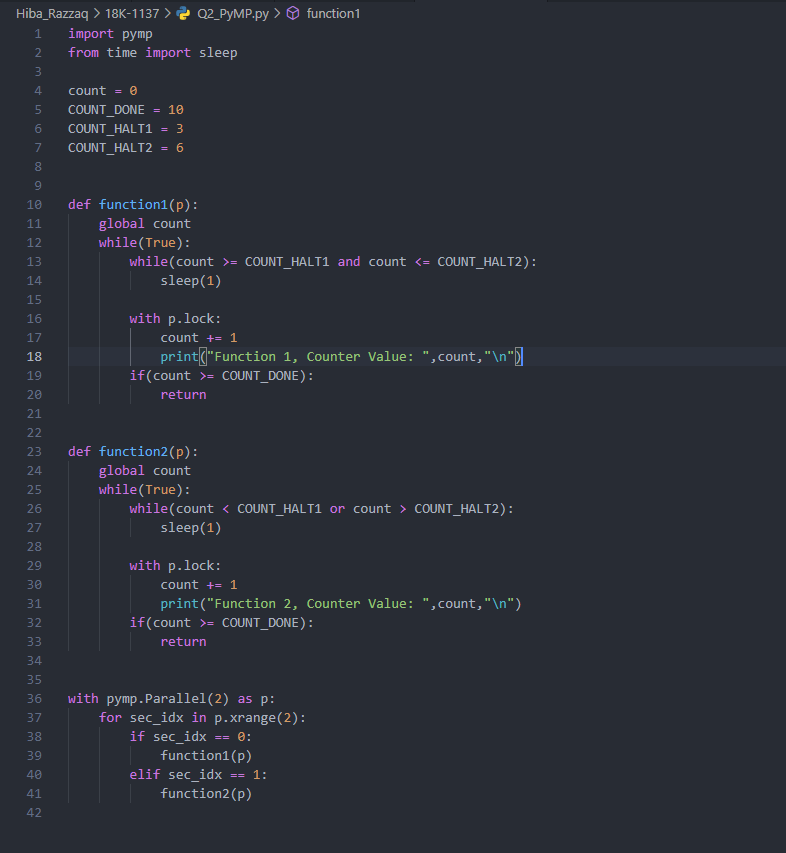 Hiba_Razzaq > 18K-1137 > Q2_PyMP.py > function1
1 import pymp
2 from time import sleep
3
4 count = 0
5 COUNT_DONE = 10
6 COUNT_HALT1 = 3
7 COUNT_HALT2 = 6
8
9
10 def function1(p):
11     global count
12     while(True):
13         while(count >= COUNT_HALT1 and count <= COUNT_HALT2):
14             sleep(1)
15
16         with p.lock:
17             count += 1
18             print("Function 1, Counter Value: ",count,"\n")
19         if(count >= COUNT_DONE):
20             return
21
22
23 def function2(p):
24     global count
25     while(True):
26         while(count < COUNT_HALT1 or count > COUNT_HALT2):
27             sleep(1)
28
29         with p.lock:
30             count += 1
31             print("Function 2, Counter Value: ",count,"\n")
32         if(count >= COUNT_DONE):
33             return
34
35
36 with pymp.Parallel(2) as p:
37     for sec_idx in p.xrange(2):
38         if sec_idx == 0:
39             function1(p)
40         elif sec_idx == 1:
41             function2(p)
42